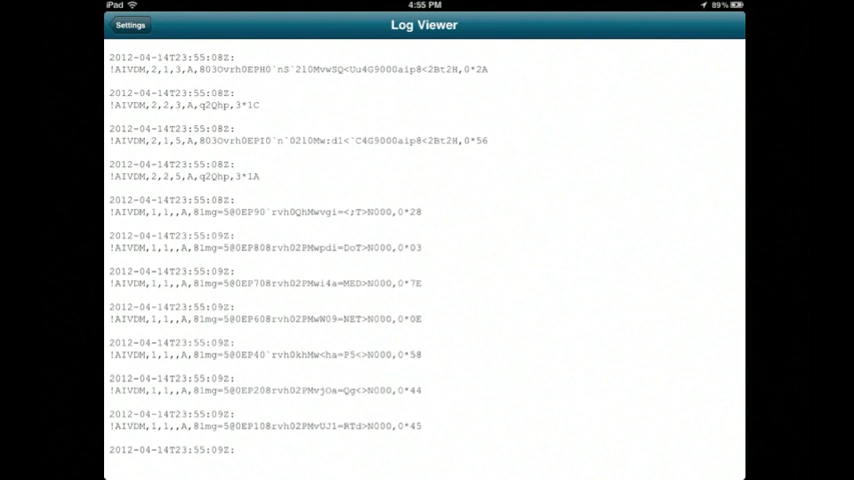 iPad
4:55 PM
89%
Settings
Log Viewer
2012-04-14T23:55:08Z:
!AIVDM,2,1,3,A,803Ovrh0EPH0`nS`2l0MvwSQ<Uu4G9000aip8<2Bt2H,0*2A
2012-04-14T23:55:08Z:
!AIVDM,2,2,3,A,q2Qhp,3*1C
2012-04-14T23:55:08Z:
!AIVDM,2,1,5,A,803Ovrh0EPI0`n`02l0Mw:d1<`C4G9000aip8<2Bt2H,0*56
2012-04-14T23:55:08Z:
!AIVDM,2,2,5,A,q2Qhp,3*1A
2012-04-14T23:55:08Z:
!AIVDM,1,1,,A,81mg=5@0EP90`rvh0QhMwvgi=<;T>N000,0*28
2012-04-14T23:55:09Z:
!AIVDM,1,1,,A,81mg=5@0EP808rvh02PMwpdi=DoT>N000,0*03
2012-04-14T23:55:09Z:
!AIVDM,1,1,,A,81mg=5@0EP708rvh02PMwi4a=MED>N000,0*7E
2012-04-14T23:55:09Z:
!AIVDM,1,1,,A,81mg=5@0EP608rvh02PMwW09=NET>N000,0*0E
2012-04-14T23:55:09Z:
!AIVDM,1,1,,A,81mg=5@0EP40`rvh0khMw<ha=P5<>N000,0*58
2012-04-14T23:55:09Z:
!AIVDM,1,1,,A,81mg=5@0EP208rvh02PMvjOa=Qg<>N000,0*44
2012-04-14T23:55:09Z:
!AIVDM,1,1,,A,81mg=5@0EP108rvh02PMvUJ1=RTd>N000,0*45
2012-04-14T23:55:09Z: